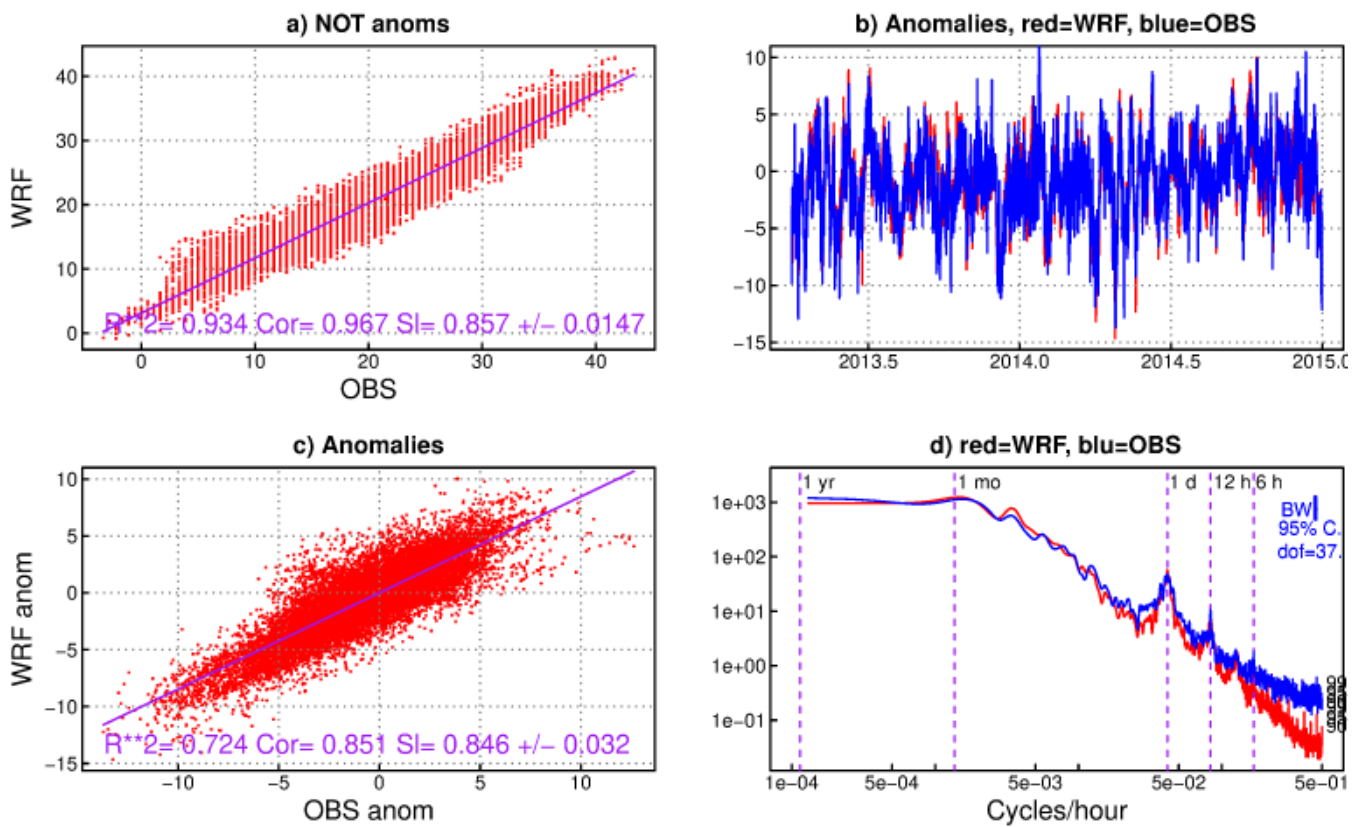 a) NOT anoms
WRF
40
30
20
10
0
R**2= 0.934 Cor= 0.967 Sl= 0.857 +/- 0.0147
0 10 20 30 40
OBS
b) Anomalies, red=WRF, blue=OBS
10
5
0
−5
−10
−15
2013.5 2014.0 2014.5 2015.0
c) Anomalies
WRF anom
10
5
0
−5
−10
−15
R**2= 0.724 Cor= 0.851 Sl= 0.846 +/- 0.032
−10 −5 0 5 10
OBS anom
d) red=WRF, blu=OBS
1 yr 1 mo 1 d 12 h 6 h
BW
95% C.
dof=37.
1e+03
1e+02
1e+01
1e+00
1e−01
1e−04 5e−04 5e−03 5e−02 5e−01
Cycles/hour